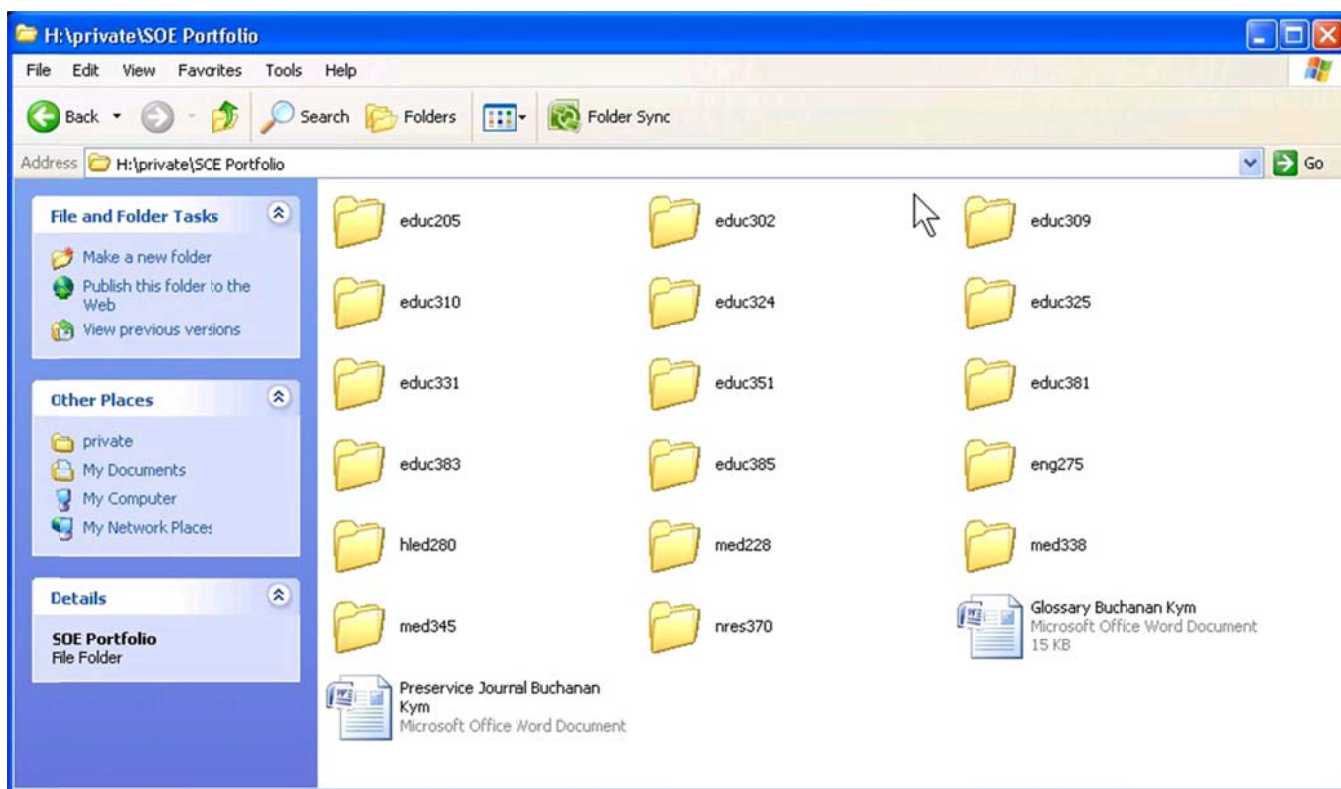 H:\private\SOE Portfolio
File Edit View Favorites Tools Help
Back Search Folders Folder Sync
Address H:\private\SCE Portfolio Go
File and Folder Tasks
Make a new folder
Publish this folder to the
Web
View previous versions
Other Places
private
My Documents
My Computer
My Network Places
Details
SOE Portfolio
File Folder
educ205 educ302 educ309
educ310 educ324 educ325
educ331 educ351 educ381
educ383 educ385 eng275
hled280 med228 med338
med345 nres370 Glossary Buchanan Kym
Microsoft Office Word Document
15 KB
Preservice Journal Buchanan
Kym
Microsoft Office Word Document